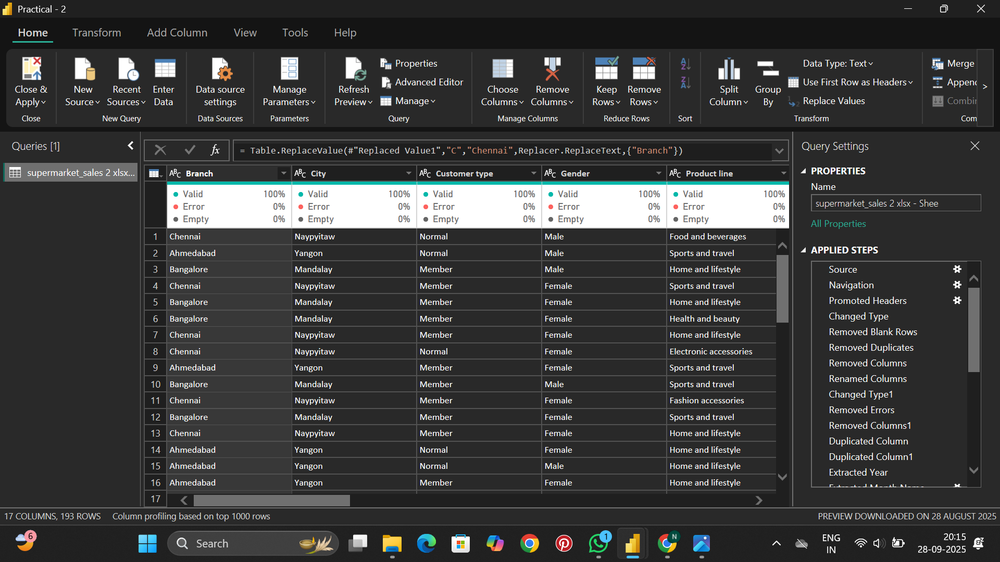 Practical - 2
Home Transform Add Column View Tools Help
Close & Apply
New Source
Recent Sources
Enter Data
Data source settings
Manage Parameters
Refresh Preview
Properties
Advanced Editor
Manage
Choose Columns
Remove Columns
Keep Rows
Remove Rows
Split Column
Group By
Data Type: Text
Use First Row as Headers
Replace Values
Merge
Append
Combin
Close
New Query
Data Sources
Parameters
Query
Manage Columns
Reduce Rows
Sort
Transform
Com
Queries [1]
supermarket_sales 2 xlsx...
fx
= Table.ReplaceValue(#"Replaced Value1","C","Chennai",Replacer.ReplaceText,{"Branch"})
ABC Branch ABC City ABC Customer type ABC Gender ABC Product line
Valid 100% Valid 100% Valid 100% Valid 100% Valid 100%
Error 0% Error 0% Error 0% Error 0% Error 0%
Empty 0% Empty 0% Empty 0% Empty 0% Empty 0%
1 Chennai Naypyitaw Normal Male Food and beverages
2 Ahmedabad Yangon Normal Male Sports and travel
3 Bangalore Mandalay Member Male Home and lifestyle
4 Chennai Naypyitaw Member Female Sports and travel
5 Bangalore Mandalay Member Female Home and lifestyle
6 Bangalore Mandalay Member Female Health and beauty
7 Chennai Naypyitaw Member Female Home and lifestyle
8 Chennai Naypyitaw Normal Female Electronic accessories
9 Ahmedabad Yangon Member Female Sports and travel
10 Bangalore Mandalay Member Male Sports and travel
11 Chennai Naypyitaw Member Female Fashion accessories
12 Bangalore Mandalay Member Female Sports and travel
13 Chennai Naypyitaw Member Female Home and lifestyle
14 Ahmedabad Yangon Normal Female Home and lifestyle
15 Ahmedabad Yangon Normal Male Home and lifestyle
16 Ahmedabad Yangon Member Female Home and lifestyle
17
Query Settings
PROPERTIES
Name
supermarket_sales 2 xlsx - Shee
All Properties
APPLIED STEPS
Source
Navigation
Promoted Headers
Changed Type
Removed Blank Rows
Removed Duplicates
Removed Columns
Renamed Columns
Changed Type1
Removed Errors
Removed Columns1
Duplicated Column
Duplicated Column1
Extracted Year
Extracted Month Name
17 COLUMNS, 193 ROWS Column profiling based on top 1000 rows
PREVIEW DOWNLOADED ON 28 AUGUST 2025
6
Search
1
N
ENG
IN
20:15
28-09-2025